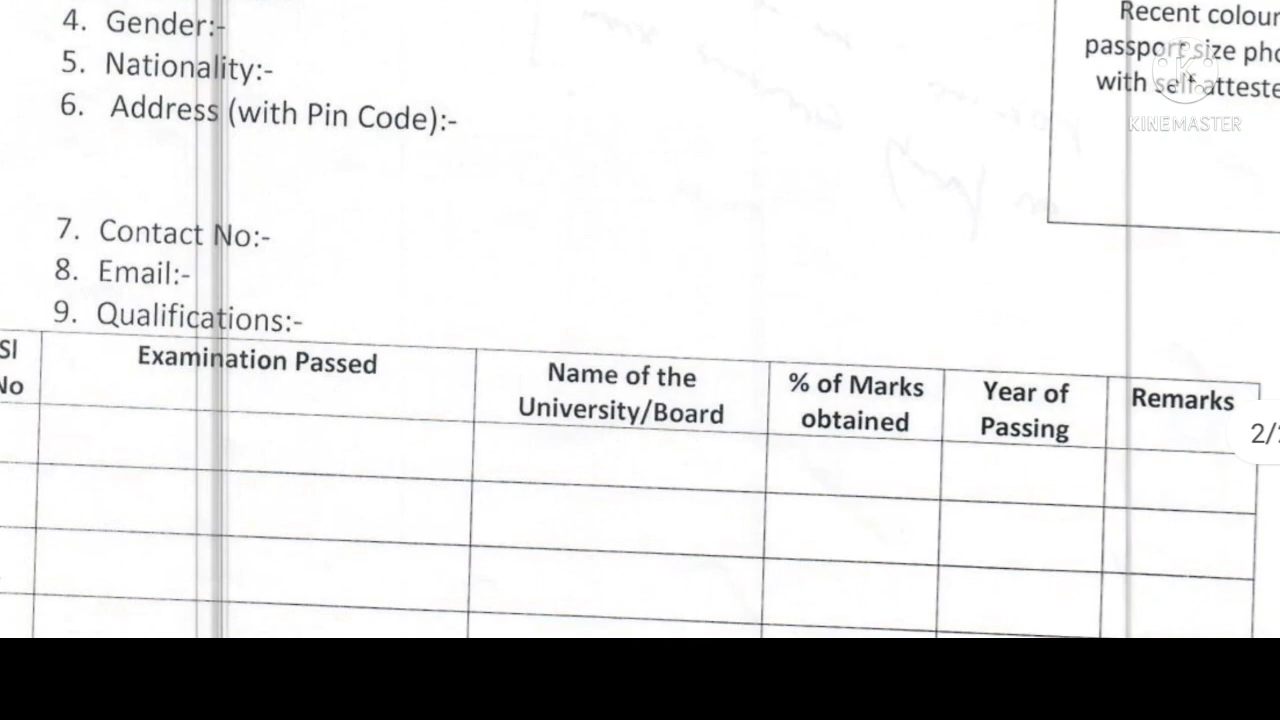 4. Gender:-
5. Nationality:-
6. Address (with Pin Code):-
Recent colour
passport size pho
with self atteste
KINEMASTER
7. Contact No:-
8. Email:-
9. Qualifications:-
Sl No
Examination Passed
Name of the University/Board
% of Marks obtained
Year of Passing
Remarks
2/